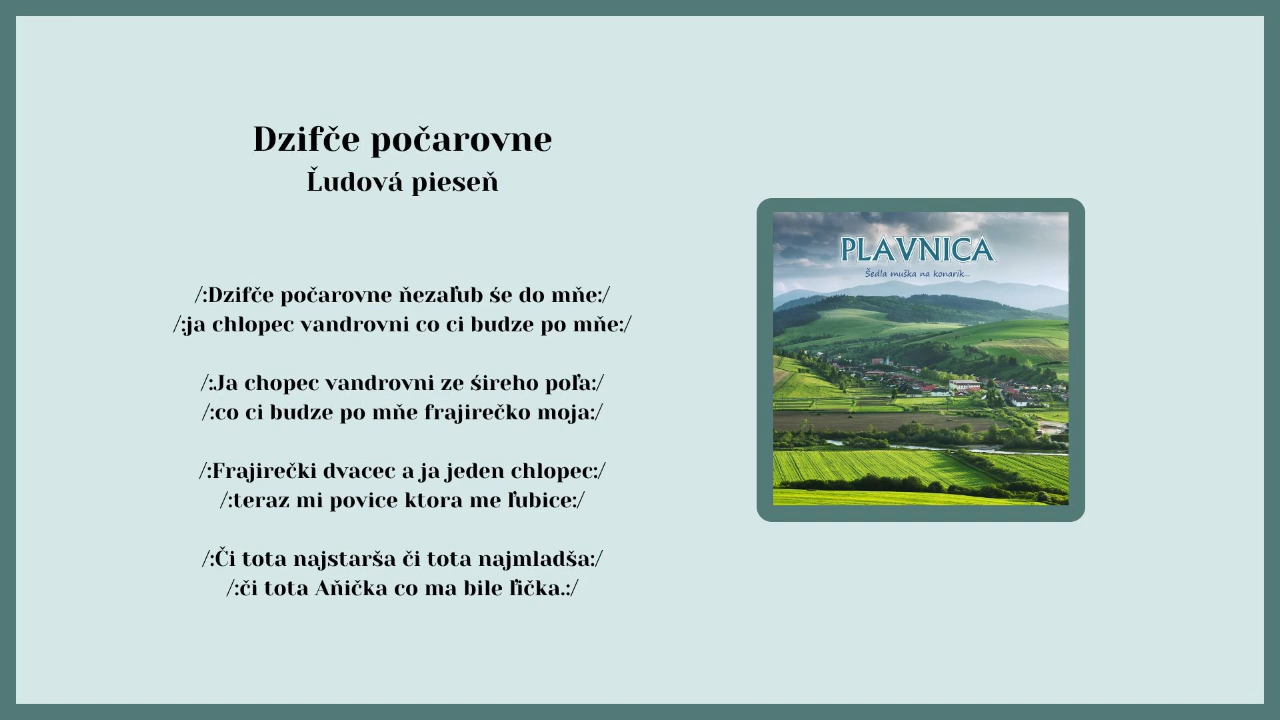 Dzifče počarovne
Ľudová pieseň
/:Dzifče počarovne ňezaľub śe do mňe:/
/:ja chlopec vandrovni co ci budze po mňe:/
/:Ja chopec vandrovni ze śireho poľa:/
/:co ci budze po mňe frajirečko moja:/
/:Frajirečki dvacec a ja jeden chlopec:/
/:teraz mi povice ktora me ľubice:/
/:Či tota najstarša či tota najmladša:/
/:či tota Aňička co ma bile ľička.:/
PLAVNICA
Šedľa muška na konarik...